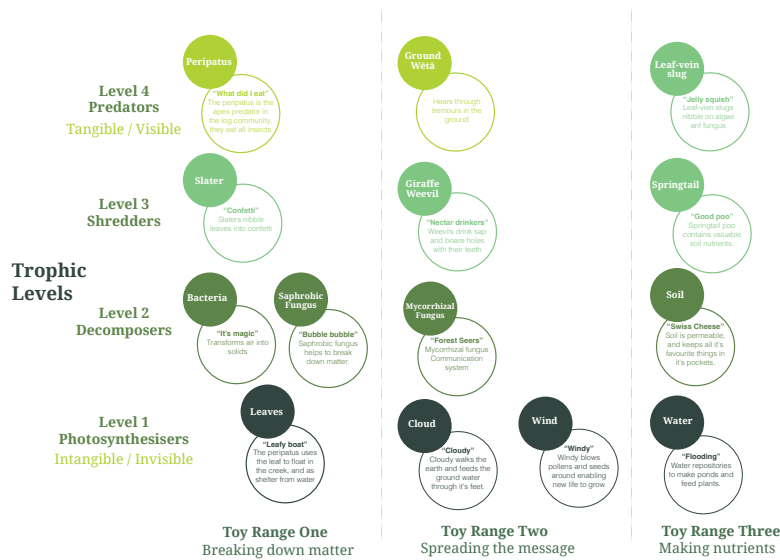 Trophic
Levels
Level 4
Predators
Tangible / Visible
Peripatus
"What did I eat"
The peripatus is the
apex predator in
the log community.
they eat all insects
Ground
Wētā
Hears through
tremours in the
ground
Leaf-vein
slug
"Jelly squish"
Leaf-vien slugs
nibble on algae
anf fungus
Level 3
Shredders
Slater
"Confetti"
Slaters nibble
leaves into confetti
Giraffe
Weevil
"Nectar drinkers"
Weevils drink sap
and boare holes
with their teeth
Springtail
"Good poo"
Springtail poo
contains valuable
soil nutrients
Level 2
Decomposers
Bacteria
"It's magic"
Transforms air into
solids
Saphrobic
Fungus
"Bubble bubble"
Saphrobic fungus
helps to break
down matter.
Mycorrhizal
Fungus
"Forest Seers"
Mycorhizal fungus
Communication
system
Soil
"Swiss Cheese"
Soil is permeable,
and keeps all it's
favourite things in
it's pockets.
Level 1
Photosynthesisers
Intangible / Invisible
Leaves
"Leafy boat"
The peripatus uses
the leaf to float in
the creek, and as
shelter from water
Cloud
"Cloudy"
Cloudy walks the
earth and feeds the
ground water
through it's feet.
Wind
"Windy"
Windy blows
pollens and seeds
around enabling
new life to grow
Water
"Flooding"
Water repositories
to make ponds and
feed plants.
Toy Range One
Breaking down matter
Toy Range Two
Spreading the message
Toy Range Three
Making nutrients